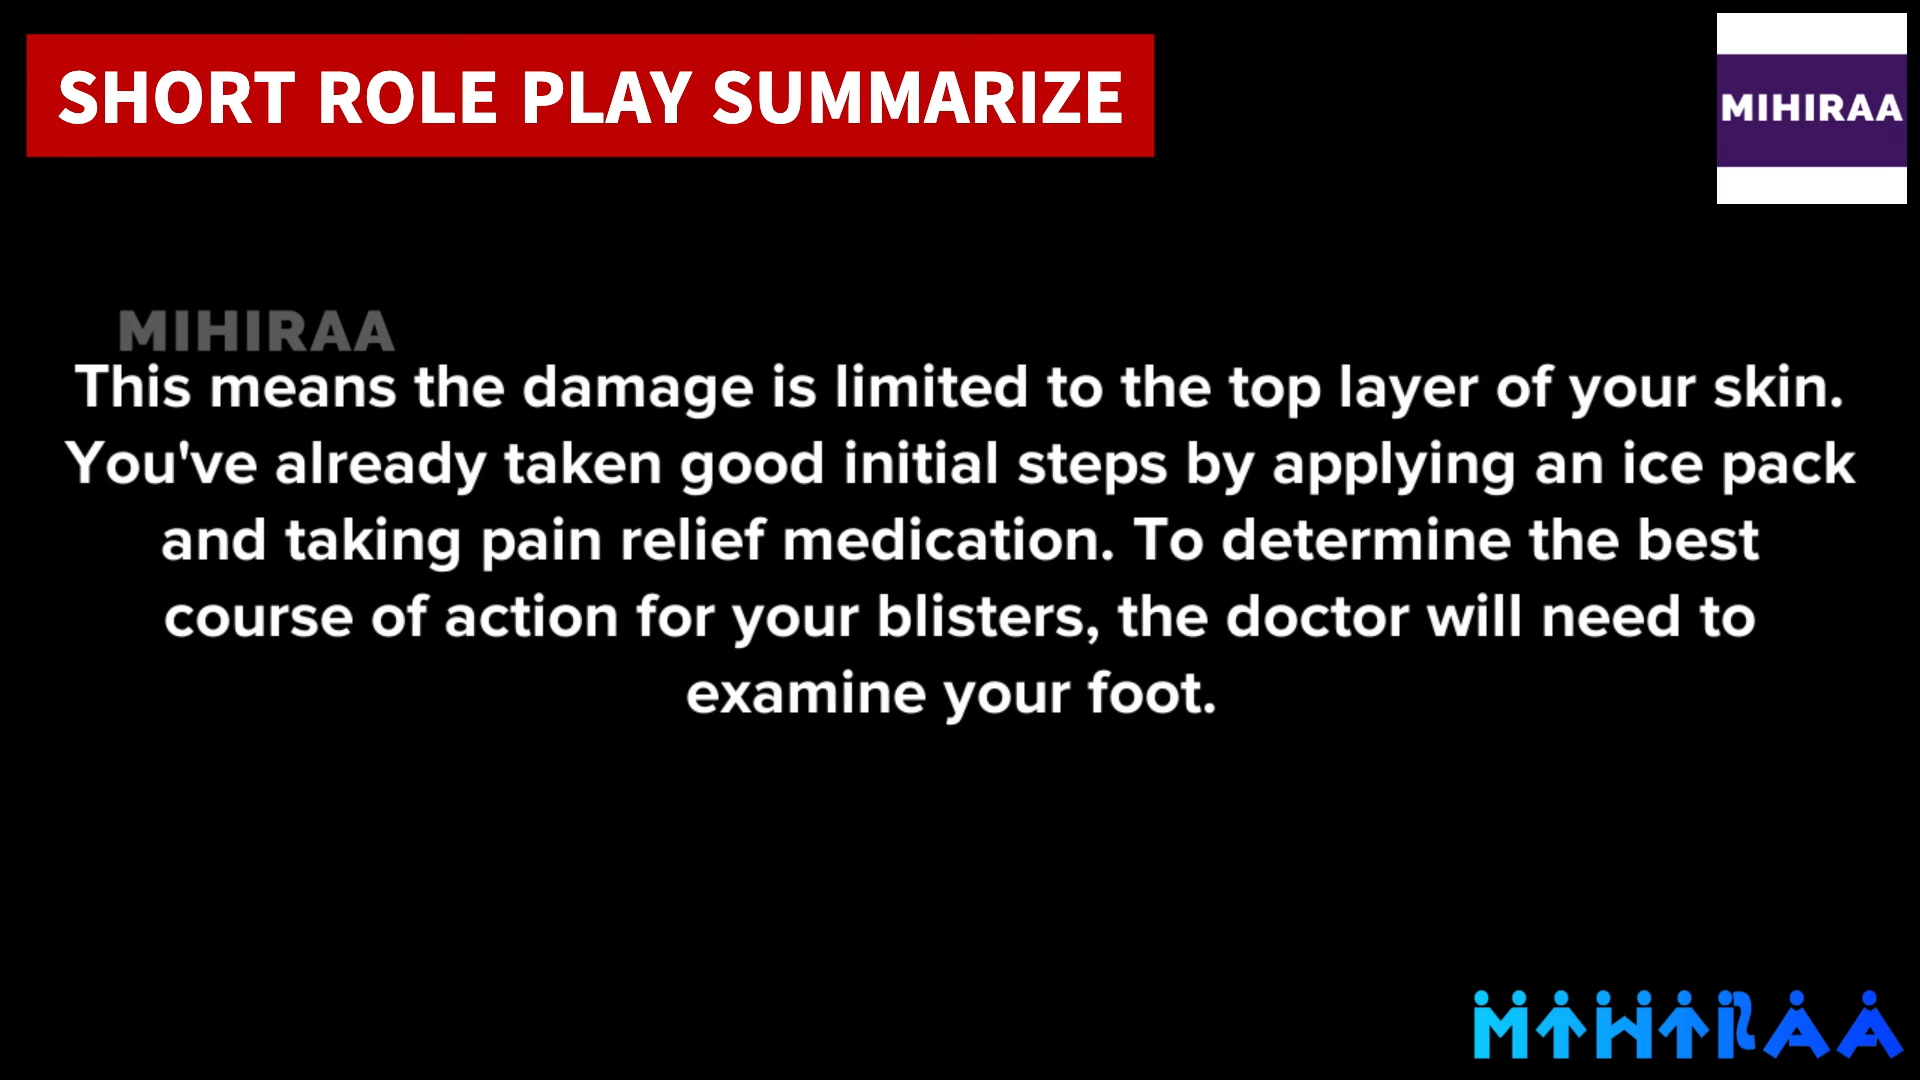 SHORT ROLE PLAY SUMMARIZE
MIHIRAA
MIHIRAA
This means the damage is limited to the top layer of your skin.
You've already taken good initial steps by applying an ice pack
and taking pain relief medication. To determine the best
course of action for your blisters, the doctor will need to
examine your foot.
MIHIRAA